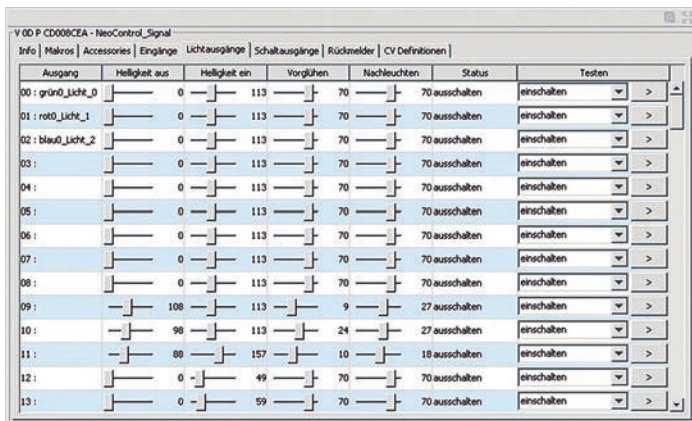 V 0D P CD008CEA - NeoControl_Signal
Info | Makros | Accessories | Eingänge | Lichtausgänge | Schaltausgänge | Rückmelder | CV Definitionen
Ausgang Helligkeit aus Helligkeit ein Vorglühen Nachleuchten Status Testen
00 : grün0_Licht_0 0 113 70 70 ausschalten einschalten >
01 : rot0_Licht_1 0 113 70 70 ausschalten einschalten >
02 : blau0_Licht_2 0 113 70 70 ausschalten einschalten >
03 : 0 113 70 70 ausschalten einschalten >
04 : 0 113 70 70 ausschalten einschalten >
05 : 0 113 70 70 ausschalten einschalten >
06 : 0 113 70 70 ausschalten einschalten >
07 : 0 113 70 70 ausschalten einschalten >
08 : 0 113 70 70 ausschalten einschalten >
09 : 108 113 9 27 ausschalten einschalten >
10 : 98 113 24 27 ausschalten einschalten >
11 : 88 157 10 18 ausschalten einschalten >
12 : 0 49 70 70 ausschalten einschalten >
13 : 0 59 70 70 ausschalten einschalten >